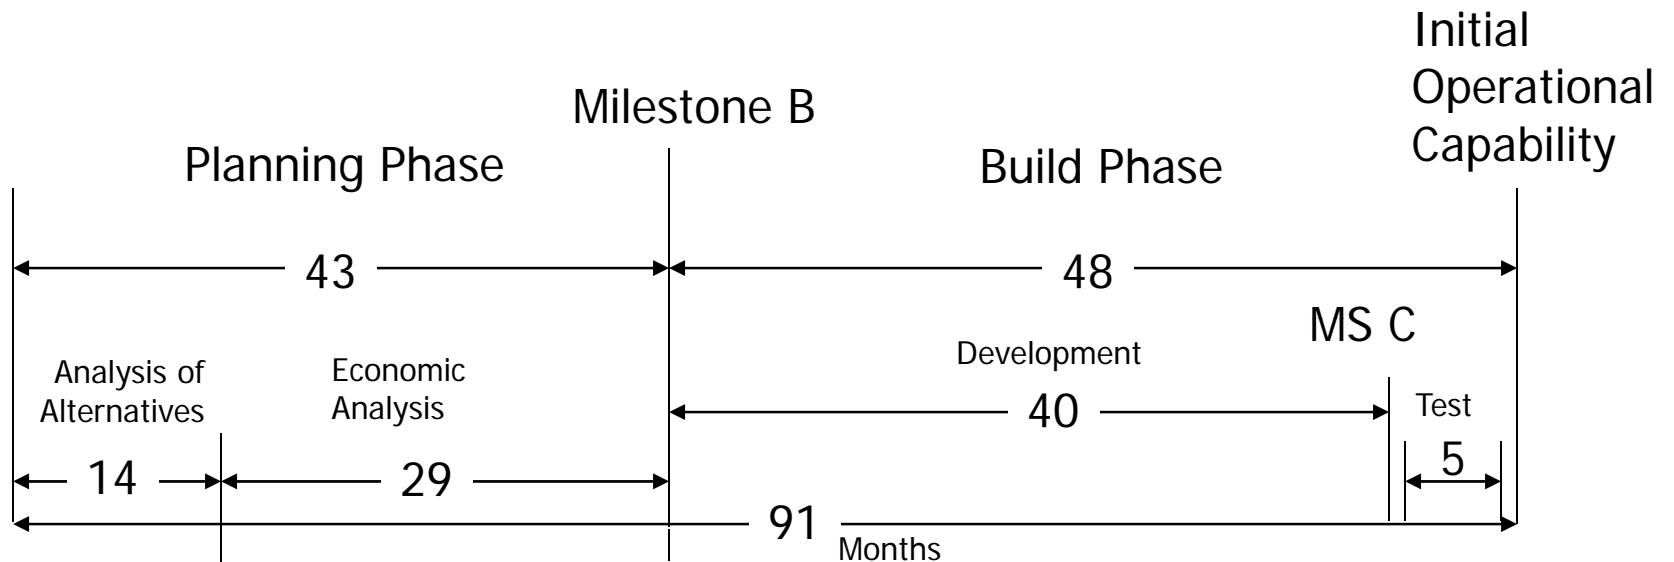 Initial
Operational
Capability
Milestone B
Planning Phase
Build Phase
43
48
MS C
Development
Analysis of
Alternatives
Economic
Analysis
40
Test
14
29
5
91
Months